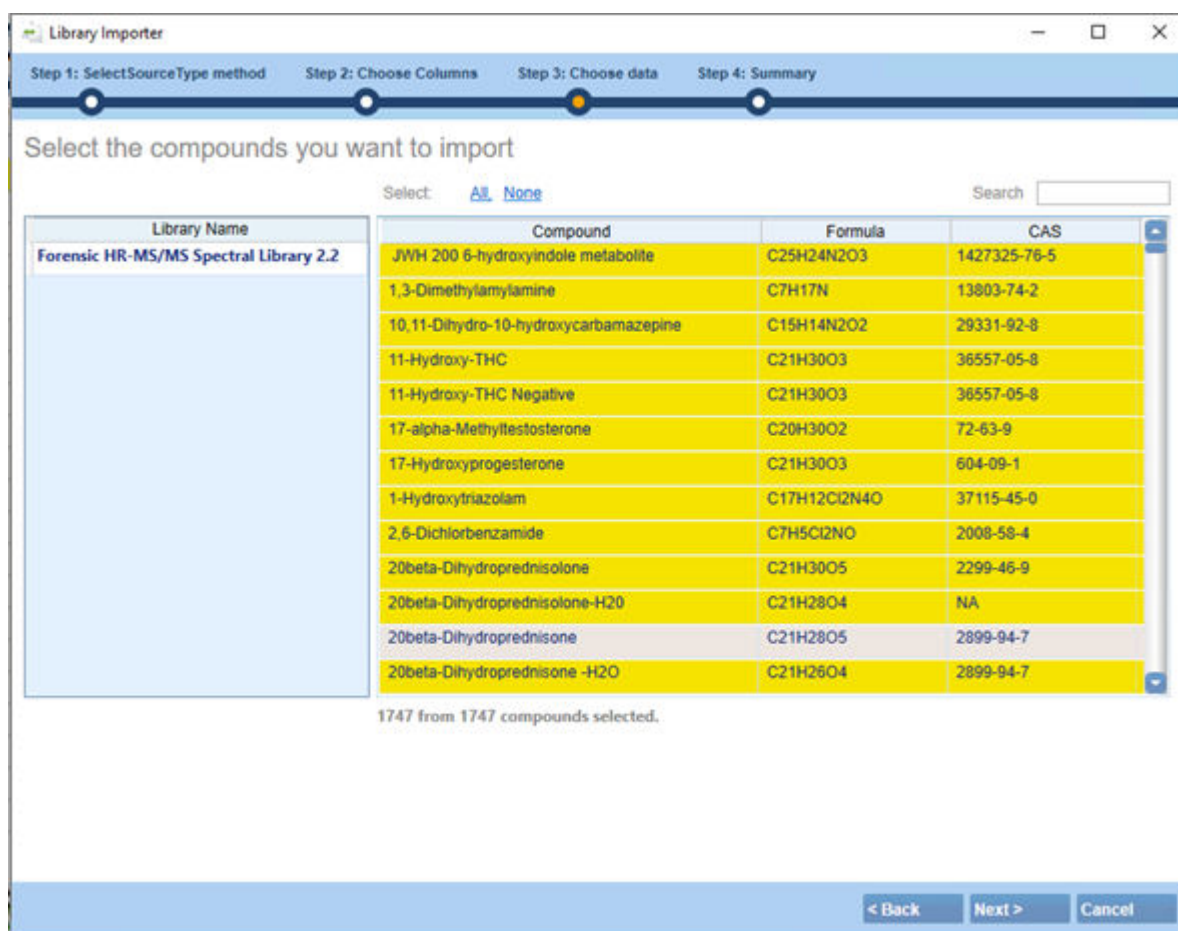 Library Importer
Step 1: SelectSourceType method Step 2: Choose Columns Step 3: Choose data Step 4: Summary
Select the compounds you want to import
Select: All, None Search
Library Name Compound Formula CAS
Forensic HR-MS/MS Spectral Library 2.2 JWH 200 6-hydroxyindole metabolite C25H24N2O3 1427325-76-5
1,3-Dimethylamylamine C7H17N 13803-74-2
10,11-Dihydro-10-hydroxycarbamazepine C15H14N2O2 29331-92-8
11-Hydroxy-THC C21H30O3 36557-05-8
11-Hydroxy-THC Negative C21H30O3 36557-05-8
17-alpha-Methyltestosterone C20H30O2 72-63-9
17-Hydroxyprogesterone C21H30O3 604-09-1
1-Hydroxytriazolam C17H12Cl2N4O 37115-45-0
2,6-Dichlorbenzamide C7H5Cl2NO 2008-58-4
20beta-Dihydroprednisolone C21H30O5 2299-46-9
20beta-Dihydroprednisolone-H20 C21H28O4 NA
20beta-Dihydroprednisone C21H28O5 2899-94-7
20beta-Dihydroprednisone -H2O C21H26O4 2899-94-7
1747 from 1747 compounds selected.
< Back Next > Cancel